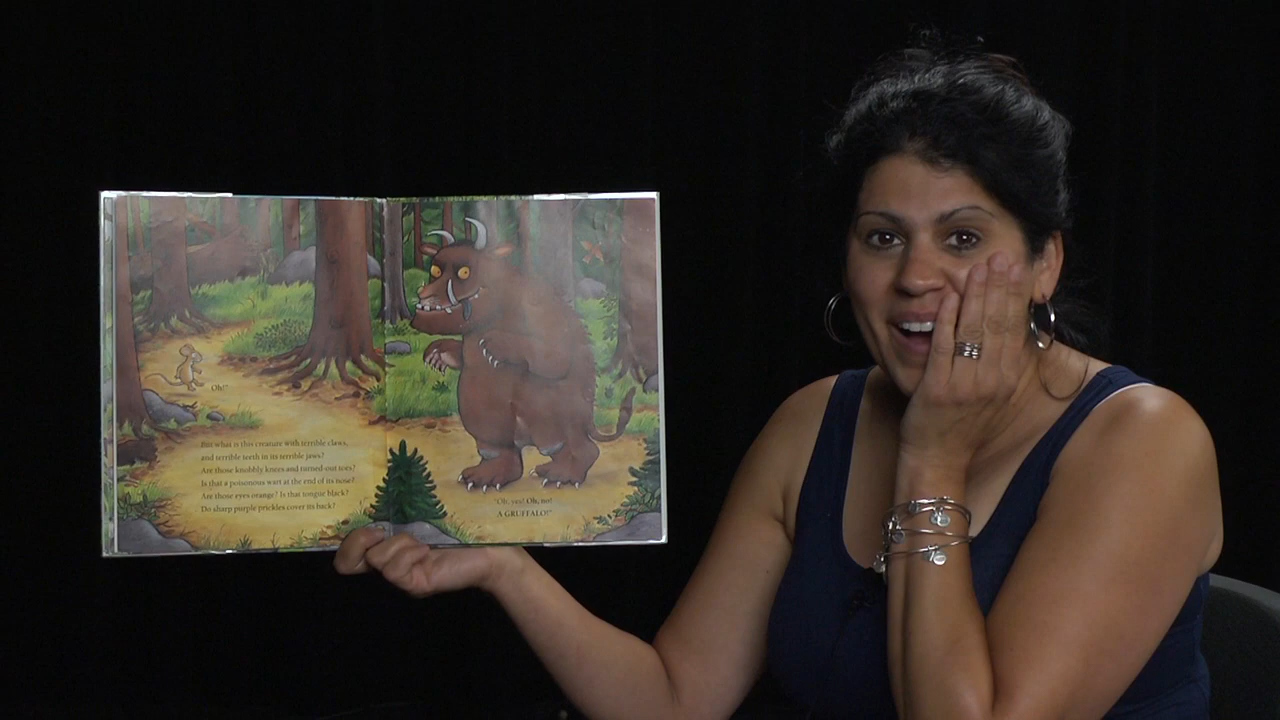 Oh!"
But what is this creature with terrible claws,
and terrible teeth in its terrible jaws?
Are those knobbly knees and turned-out toes?
Is that a poisonous wart at the end of its nose?
Are those eyes orange? Is that tongue black?
Do sharp purple prickles cover its back?
"Oh, yes! Oh, no!
A GRUFFALO!"